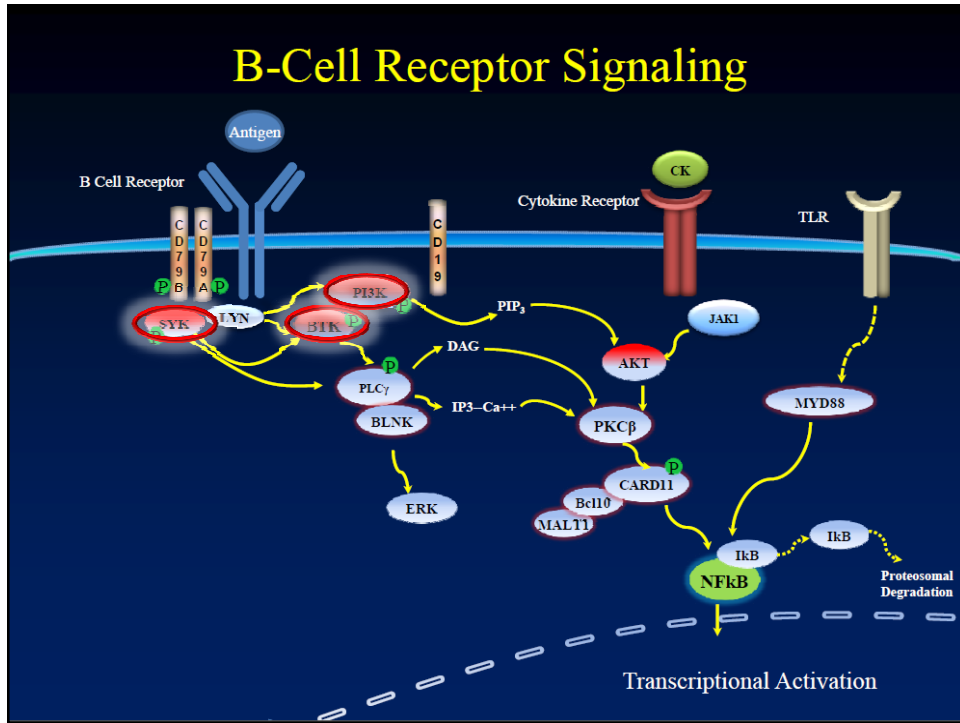 B-Cell Receptor Signaling
Antigen
B Cell Receptor
CK
Cytokine Receptor
TLR
CD79B
CD79A
CD19
P
P
PI3K
P
SYK
P
LYN
BTK
P
PIP3
JAK1
DAG
AKT
P
PLCγ
BLNK
IP3–Ca++
PKCβ
MYD88
P
CARD11
Bcl10
MALT1
ERK
IkB
IkB
NFkB
Proteosomal
Degradation
Transcriptional Activation